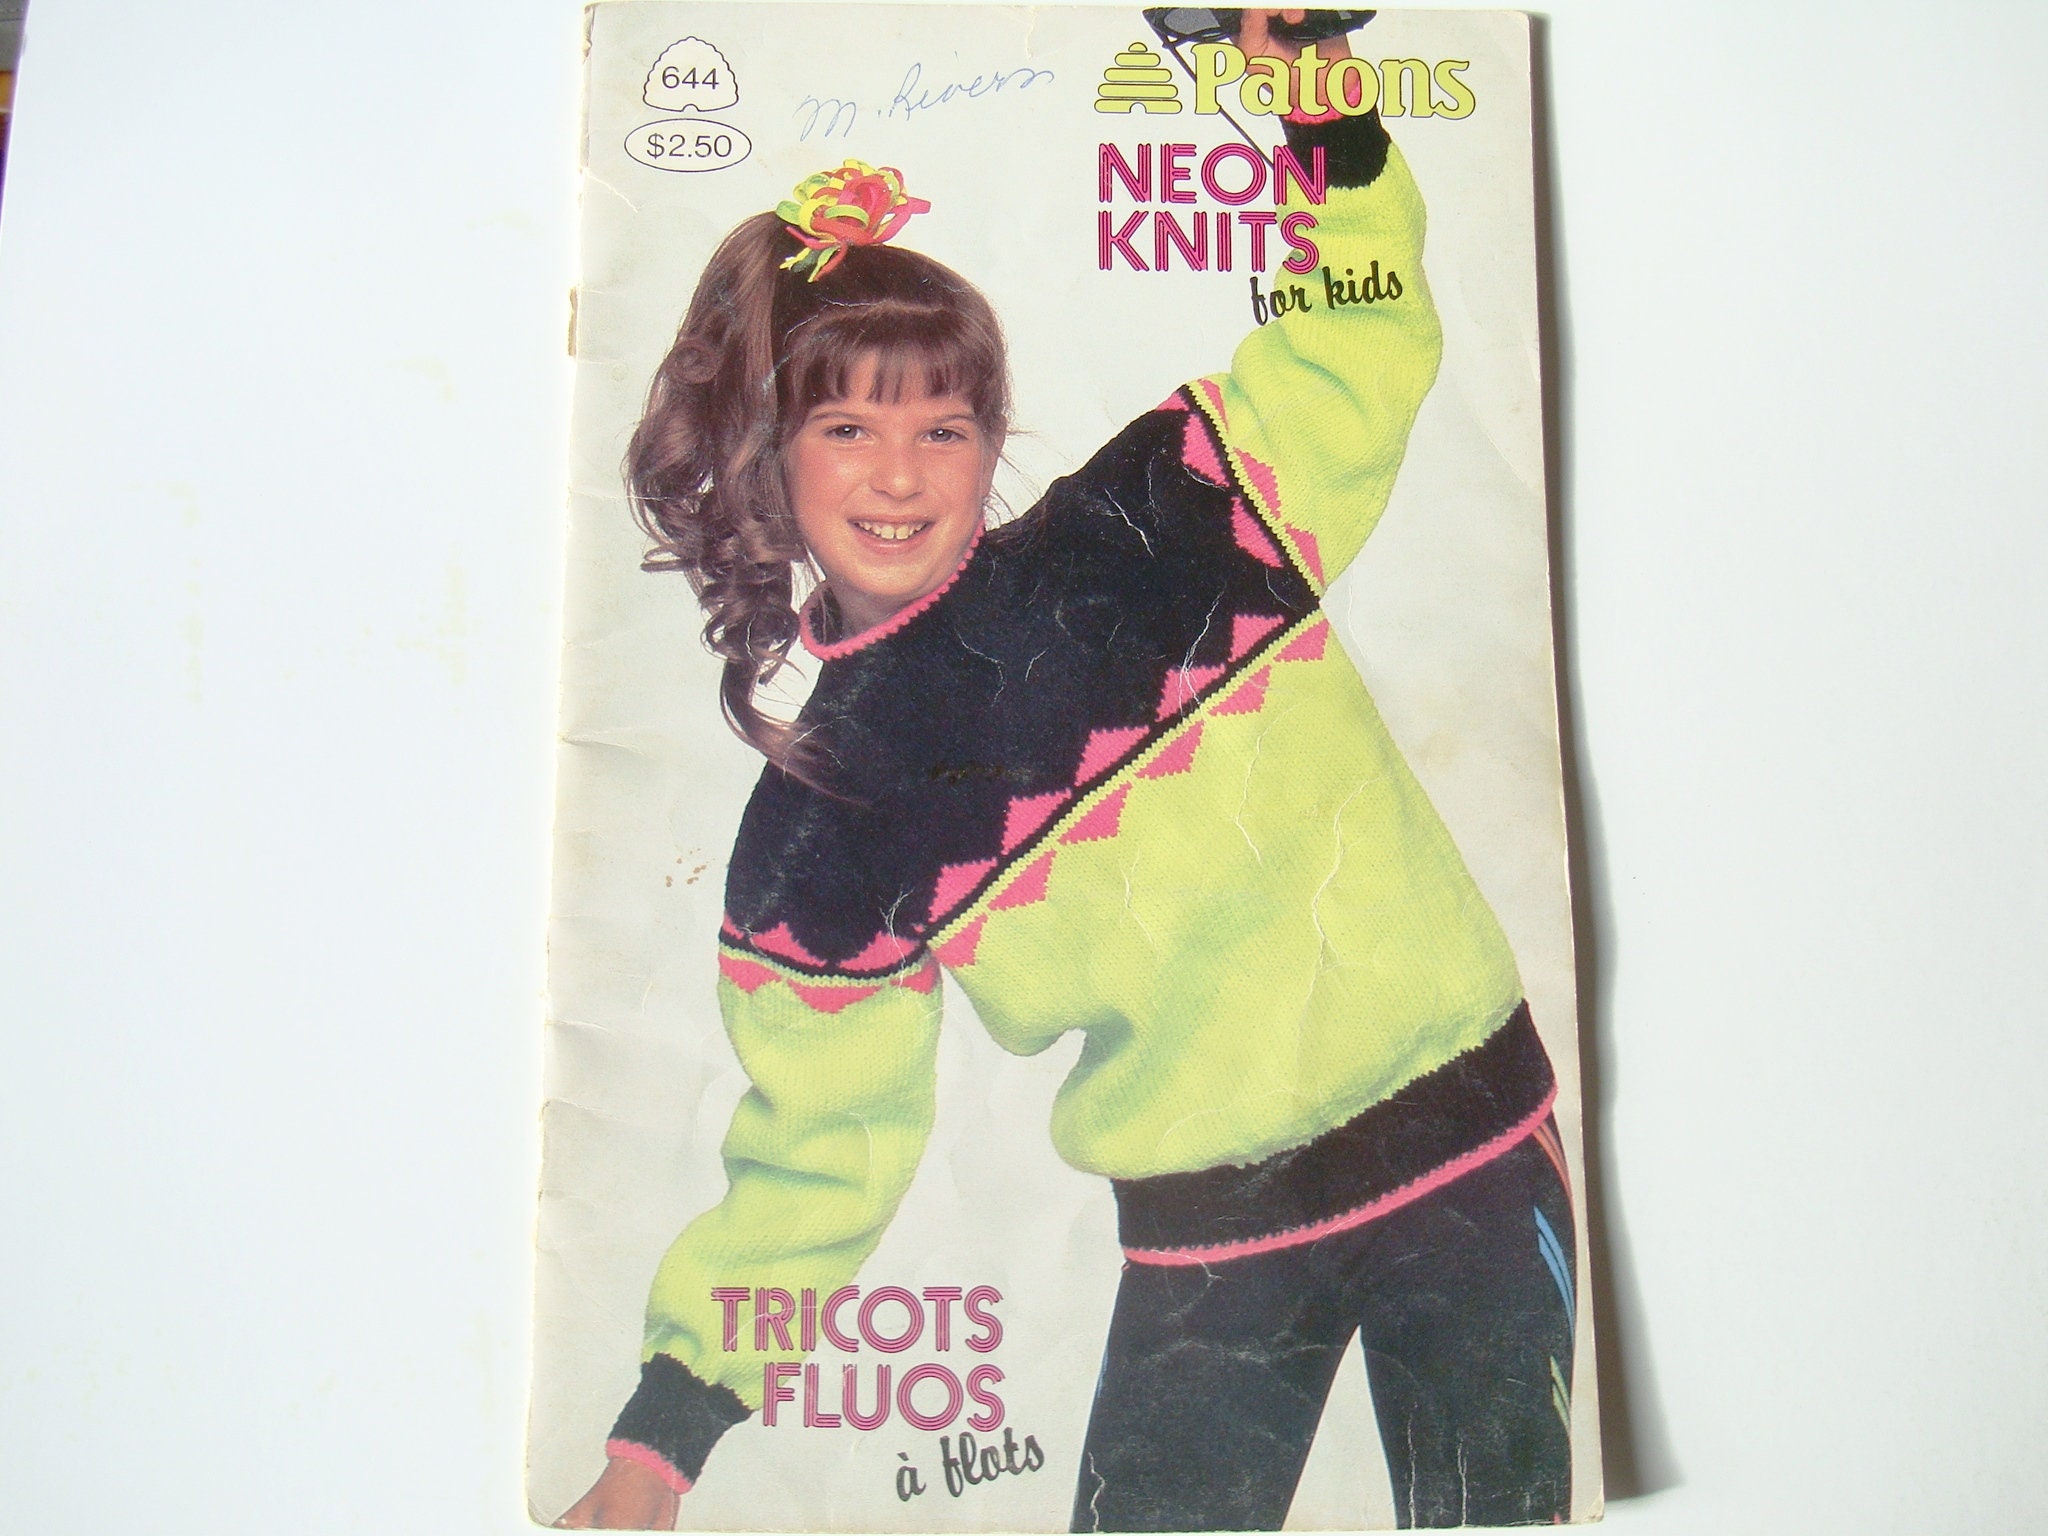 644
$2.50
M. Rivers
Patons
NEON
KNITS
for kids
TRICOTS
FLUOS
à flots